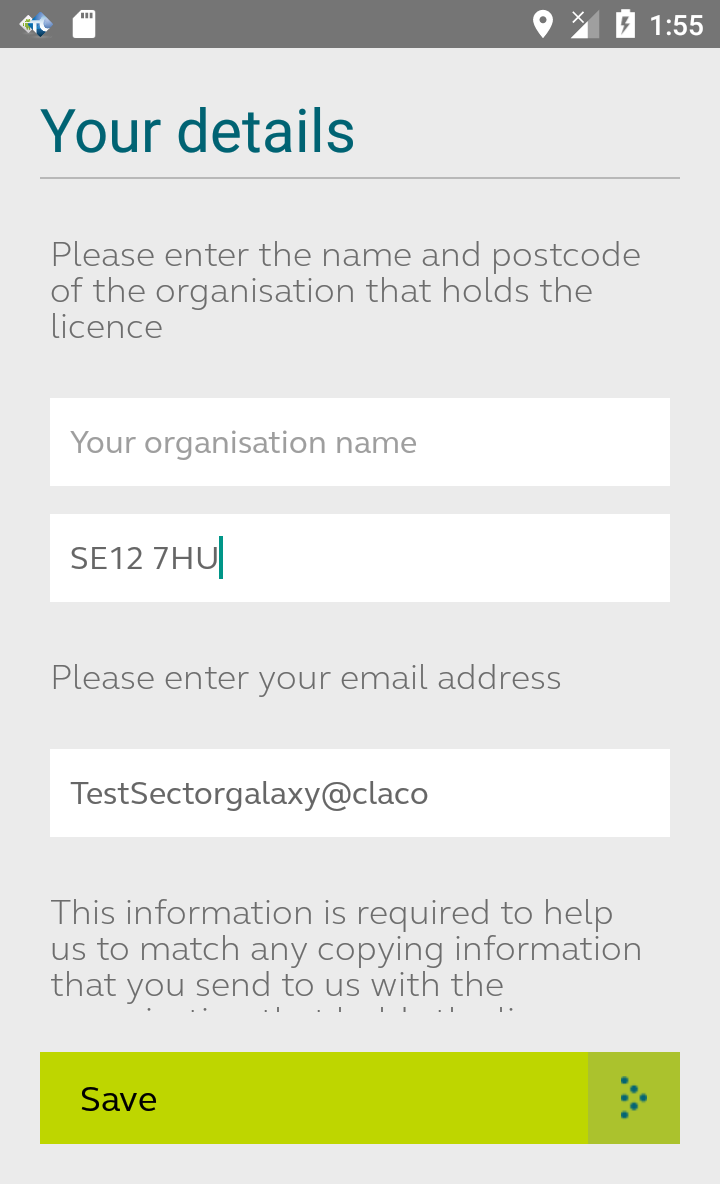 1:55
Your details
Please enter the name and postcode
of the organisation that holds the
licence
Your organisation name
SE12 7HU
Please enter your email address
TestSectorgalaxy@claco
This information is required to help
us to match any copying information
that you send to us with the
Save